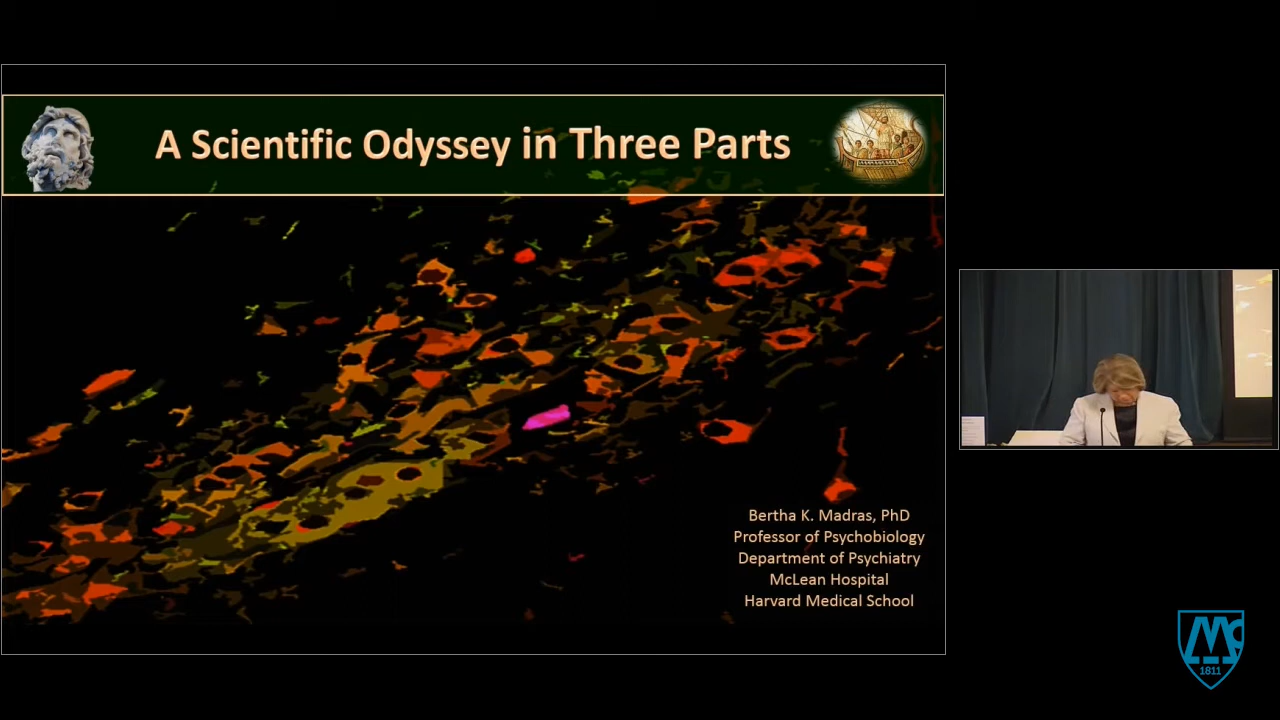 A Scientific Odyssey in Three Parts
Bertha K. Madras, PhD
Professor of Psychobiology
Department of Psychiatry
McLean Hospital
Harvard Medical School
1811